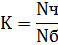 K = Nч / Nб